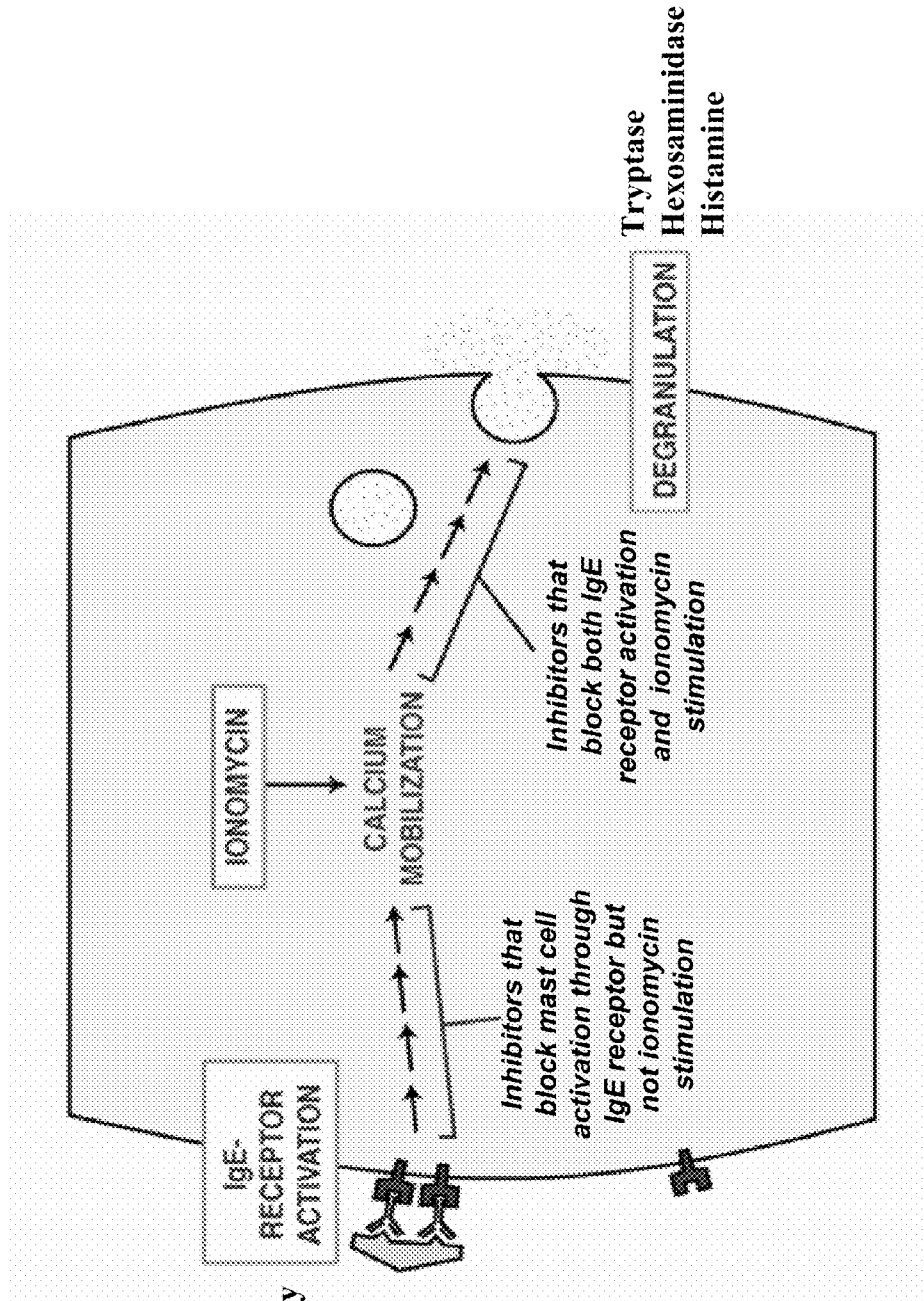 y
IgE-
RECEPTOR
ACTIVATION
IONOMYCIN
CALCIUM
MOBILIZATION
Inhibitors that
block mast cell
activation through
IgE receptor but
not ionomycin
stimulation
Inhibitors that
block both IgE
receptor activation
and ionomycin
stimulation
DEGRANULATION
Tryptase
Hexosaminidase
Histamine